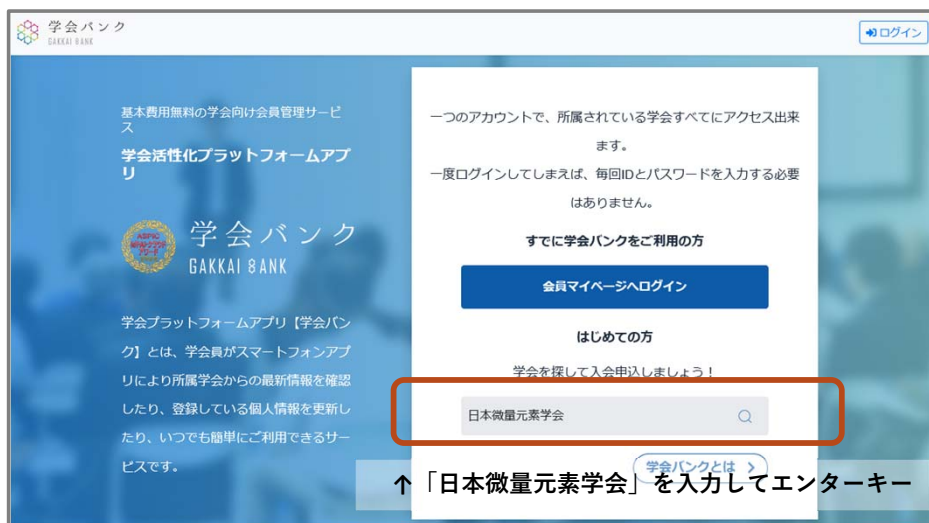 学会バンク
GAKKAI BANK
ログイン
基本費用無料の学会向け会員管理サービ
ス
学会活性化プラットフォームアプ
リ
学会バンク
GAKKAI BANK
学会プラットフォームアプリ【学会バン
ク】とは、学会員がスマートフォンアプ
リにより所属学会からの最新情報を確認
したり、登録している個人情報を更新し
たり、いつでも簡単にご利用できるサー
ビスです。
一つのアカウントで、所属されている学会すべてにアクセス出来
ます。
一度ログインしてしまえば、毎回IDとパスワードを入力する必要
はありません。
すでに学会バンクをご利用の方
会員マイページへログイン
はじめての方
学会を探して入会申込しましょう！
日本微量元素学会
学会バンクとは
↑「日本微量元素学会」を入力してエンターキー